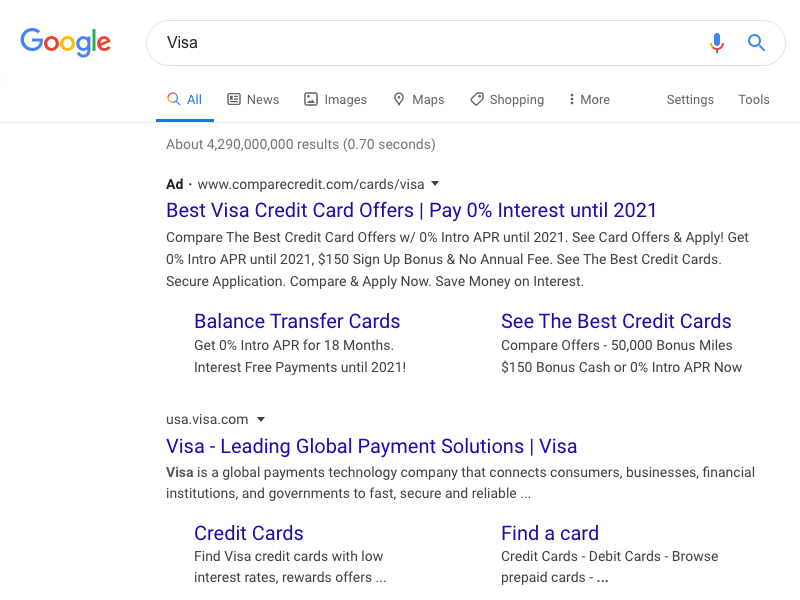 Google
Visa
All News Images Maps Shopping More Settings Tools
About 4,290,000,000 results (0.70 seconds)
Ad · www.comparecredit.com/cards/visa
Best Visa Credit Card Offers | Pay 0% Interest until 2021
Compare The Best Credit Card Offers w/ 0% Intro APR until 2021. See Card Offers & Apply! Get
0% Intro APR until 2021, $150 Sign Up Bonus & No Annual Fee. See The Best Credit Cards.
Secure Application. Compare & Apply Now. Save Money on Interest.
Balance Transfer Cards
Get 0% Intro APR for 18 Months.
Interest Free Payments until 2021!
See The Best Credit Cards
Compare Offers - 50,000 Bonus Miles
$150 Bonus Cash or 0% Intro APR Now
usa.visa.com
Visa - Leading Global Payment Solutions | Visa
Visa is a global payments technology company that connects consumers, businesses, financial
institutions, and governments to fast, secure and reliable ...
Credit Cards
Find Visa credit cards with low
interest rates, rewards offers ...
Find a card
Credit Cards - Debit Cards - Browse
prepaid cards - ...